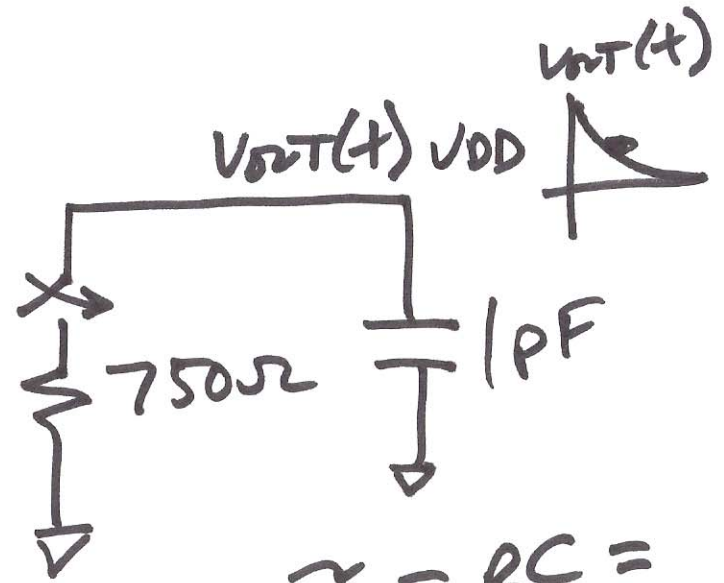 VOUT(t)
VOUT(t) VDD
750Ω
1pF
τ = RC =